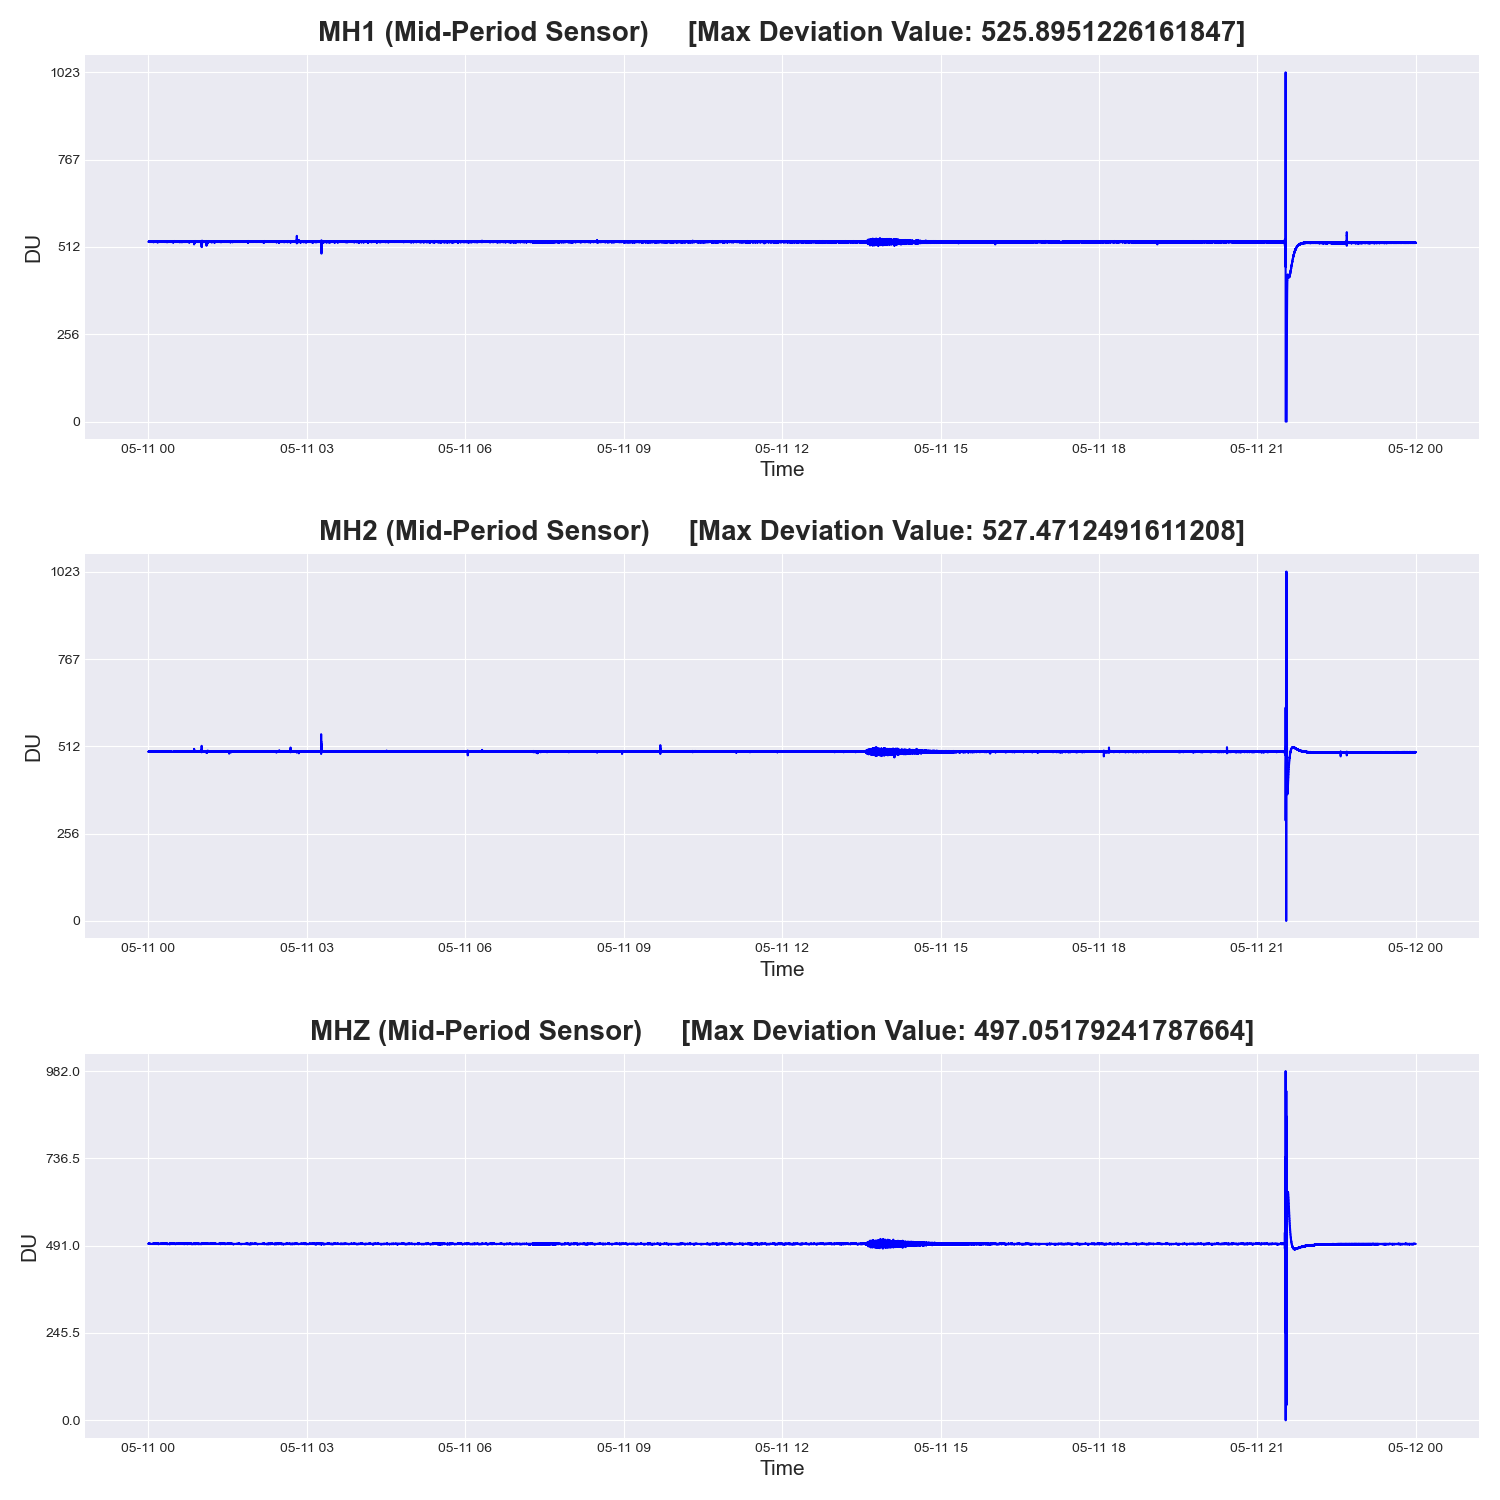 MH1 (Mid-Period Sensor) [Max Deviation Value: 525.8951226161847]
1023
767
512
256
0
DU
05-11 00 05-11 03 05-11 06 05-11 09 05-11 12 05-11 15 05-11 18 05-11 21 05-12 00
Time
MH2 (Mid-Period Sensor) [Max Deviation Value: 527.4712491611208]
1023
767
512
256
0
DU
05-11 00 05-11 03 05-11 06 05-11 09 05-11 12 05-11 15 05-11 18 05-11 21 05-12 00
Time
MHZ (Mid-Period Sensor) [Max Deviation Value: 497.05179241787664]
982.0
736.5
491.0
245.5
0.0
DU
05-11 00 05-11 03 05-11 06 05-11 09 05-11 12 05-11 15 05-11 18 05-11 21 05-12 00
Time